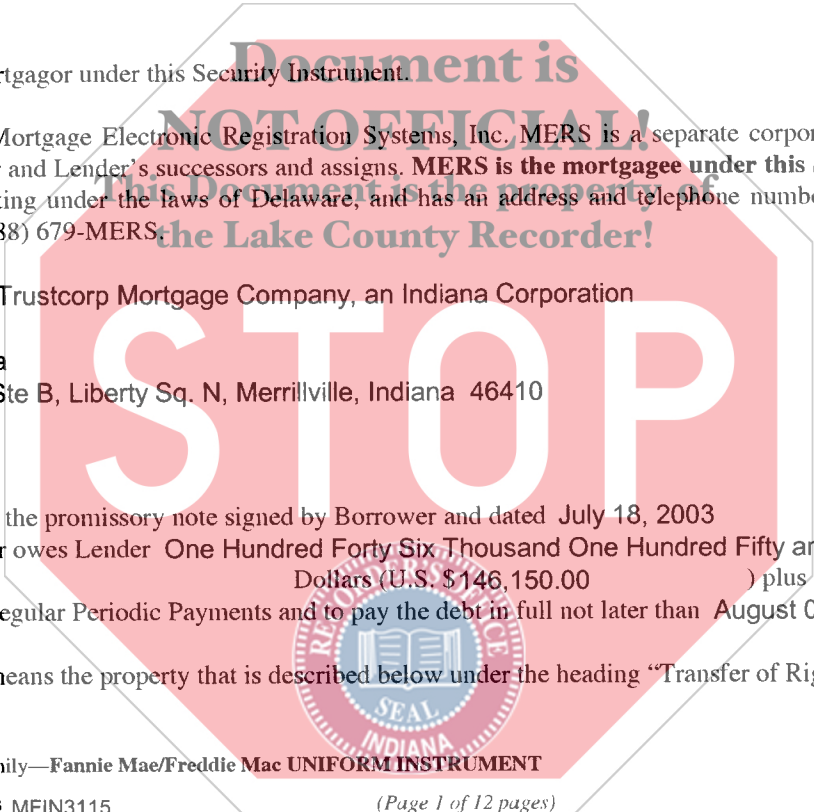 Document is
rtgagor under this Security Instrument.
NOT OFFICIAL!
Mortgage Electronic Registration Systems, Inc. MERS is a separate corpor
and Lender's successors and assigns. MERS is the mortgagee under this
This Document is the property of
ting under the laws of Delaware, and has an address and telephone numbe
88) 679-MERS.
the Lake County Recorder!
Trustcorp Mortgage Company, an Indiana Corporation
STOP
a
Ste B, Liberty Sq. N, Merrillville, Indiana 46410
the promissory note signed by Borrower and dated July 18, 2003
r owes Lender One Hundred Forty Six Thousand One Hundred Fifty an
Dollars (U.S. $146,150.00 ) plus
egular Periodic Payments and to pay the debt in full not later than August 0
RECORDER'S OFFICE
neans the property that is described below under the heading “Transfer of Rig
SEAL
INDIANA
nily—Fannie Mae/Freddie Mac UNIFORM INSTRUMENT
MFIN3115 (Page 1 of 12 pages)